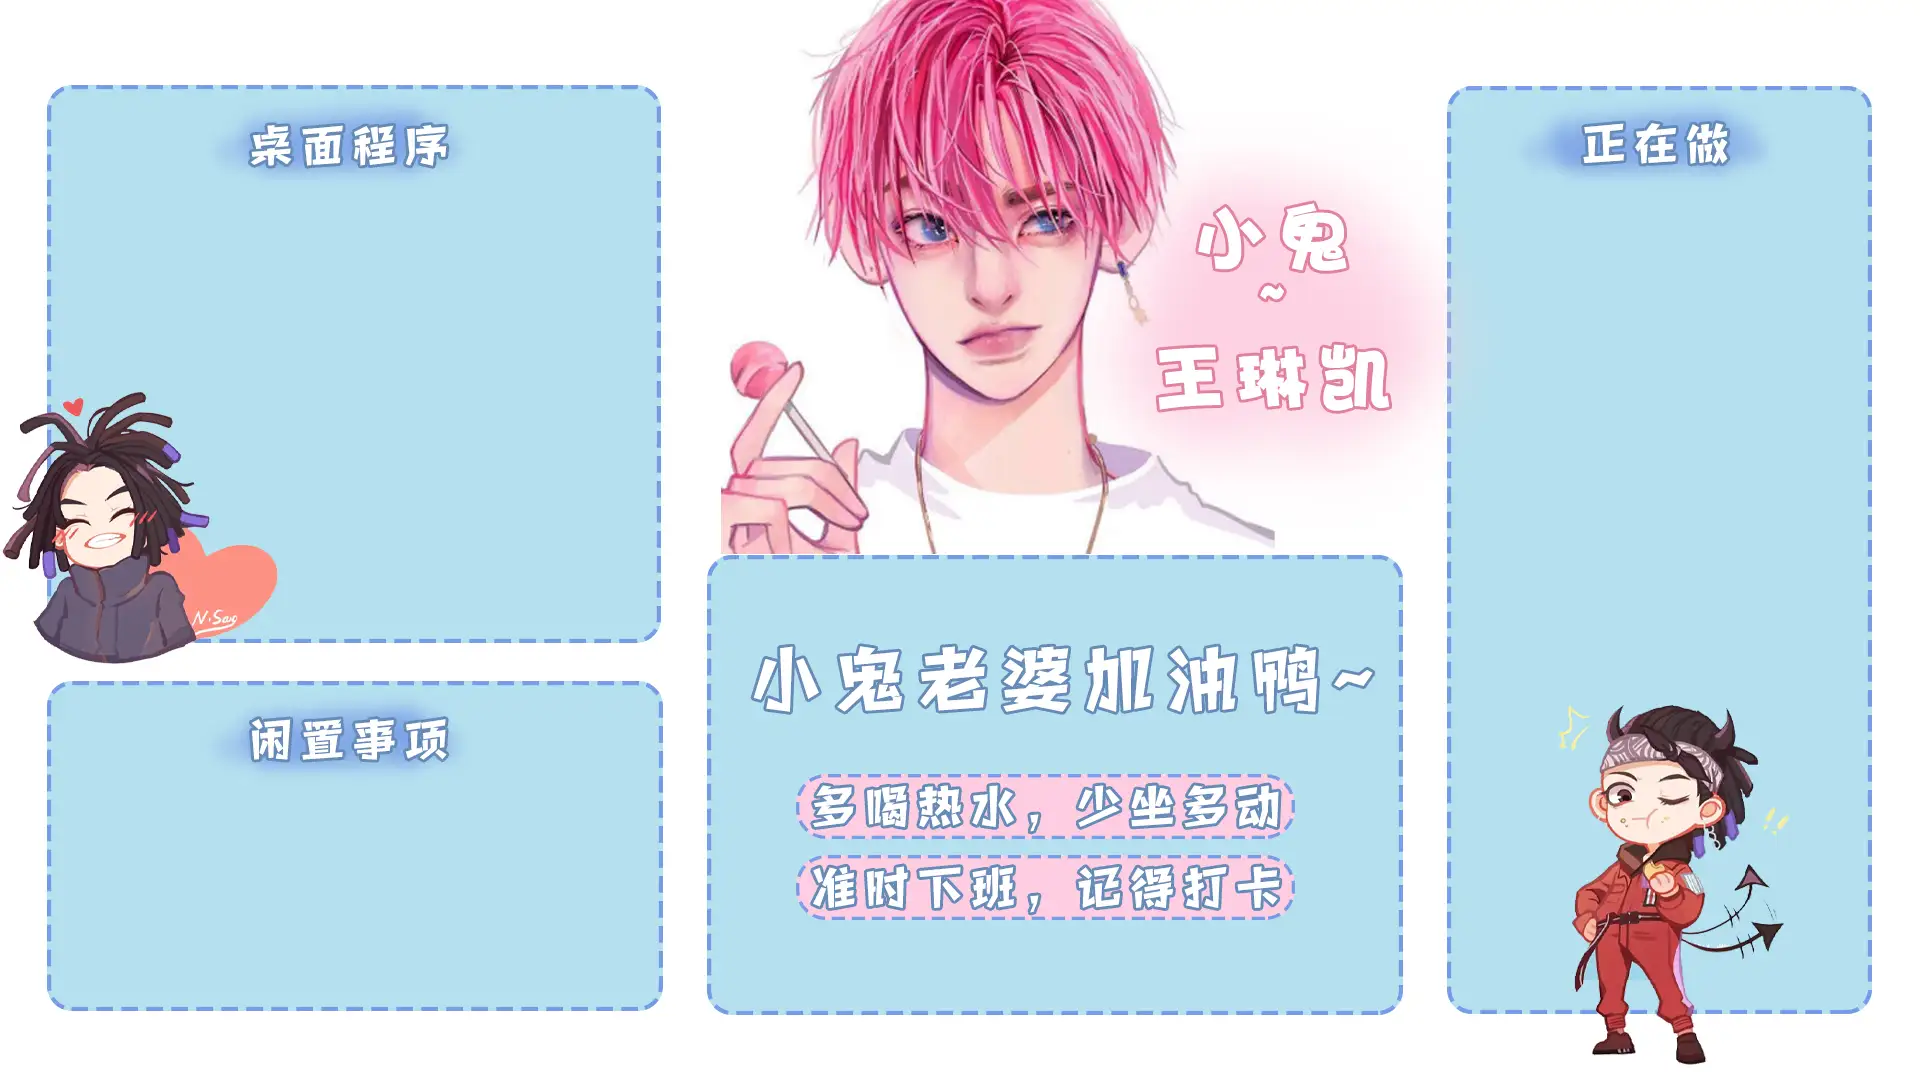 桌面程序
正在做
小鬼
~
王琳凯
N·Sag
小鬼老婆加油鸭~
闲置事项
多喝热水，少坐多动
准时下班，记得打卡